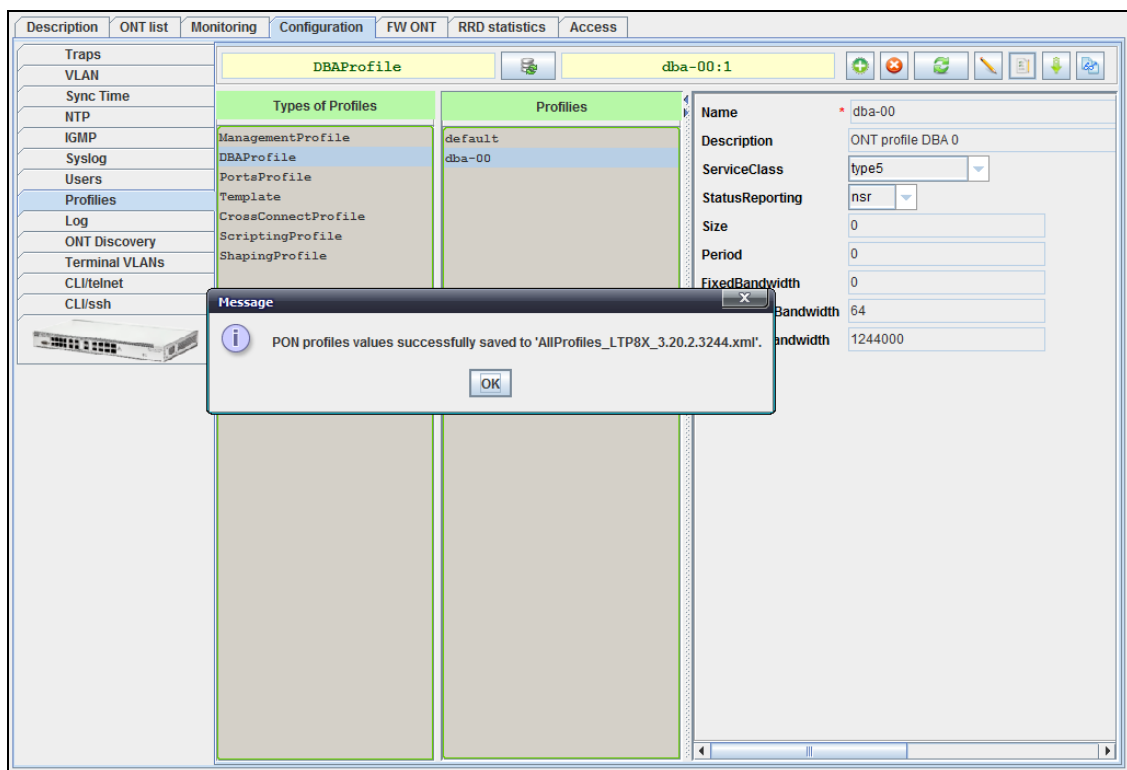 Description ONT list Monitoring Configuration FW ONT RRD statistics Access
Traps
VLAN
Sync Time
NTP
IGMP
Syslog
Users
Profilies
Log
ONT Discovery
Terminal VLANs
CLI/telnet
CLI/ssh
DBAProfile dba-00:1
Types of Profiles
ManagementProfile
DBAProfile
PortsProfile
Template
CrossConnectProfile
ScriptingProfile
ShapingProfile
Profilies
default
dba-00
Name * dba-00
Description ONT profile DBA 0
ServiceClass type5
StatusReporting nsr
Size 0
Period 0
FixedBandwidth 0
Bandwidth 64
andwidth 1244000
Message X
PON profiles values successfully saved to 'AllProfiles_LTP8X_3.20.2.3244.xml'.
OK